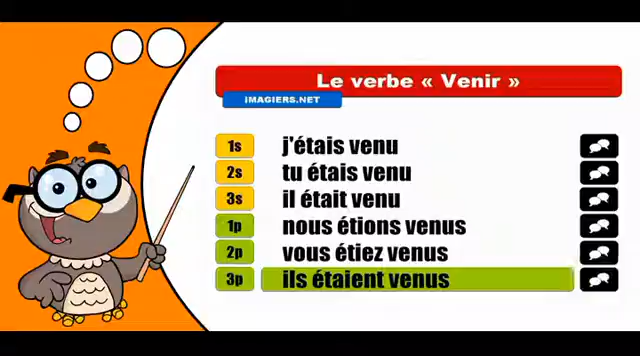 Le verbe « Venir »
IMAGIERS.NET
1s j'étais venu
2s tu étais venu
3s il était venu
1p nous étions venus
2p vous étiez venus
3p ils étaient venus